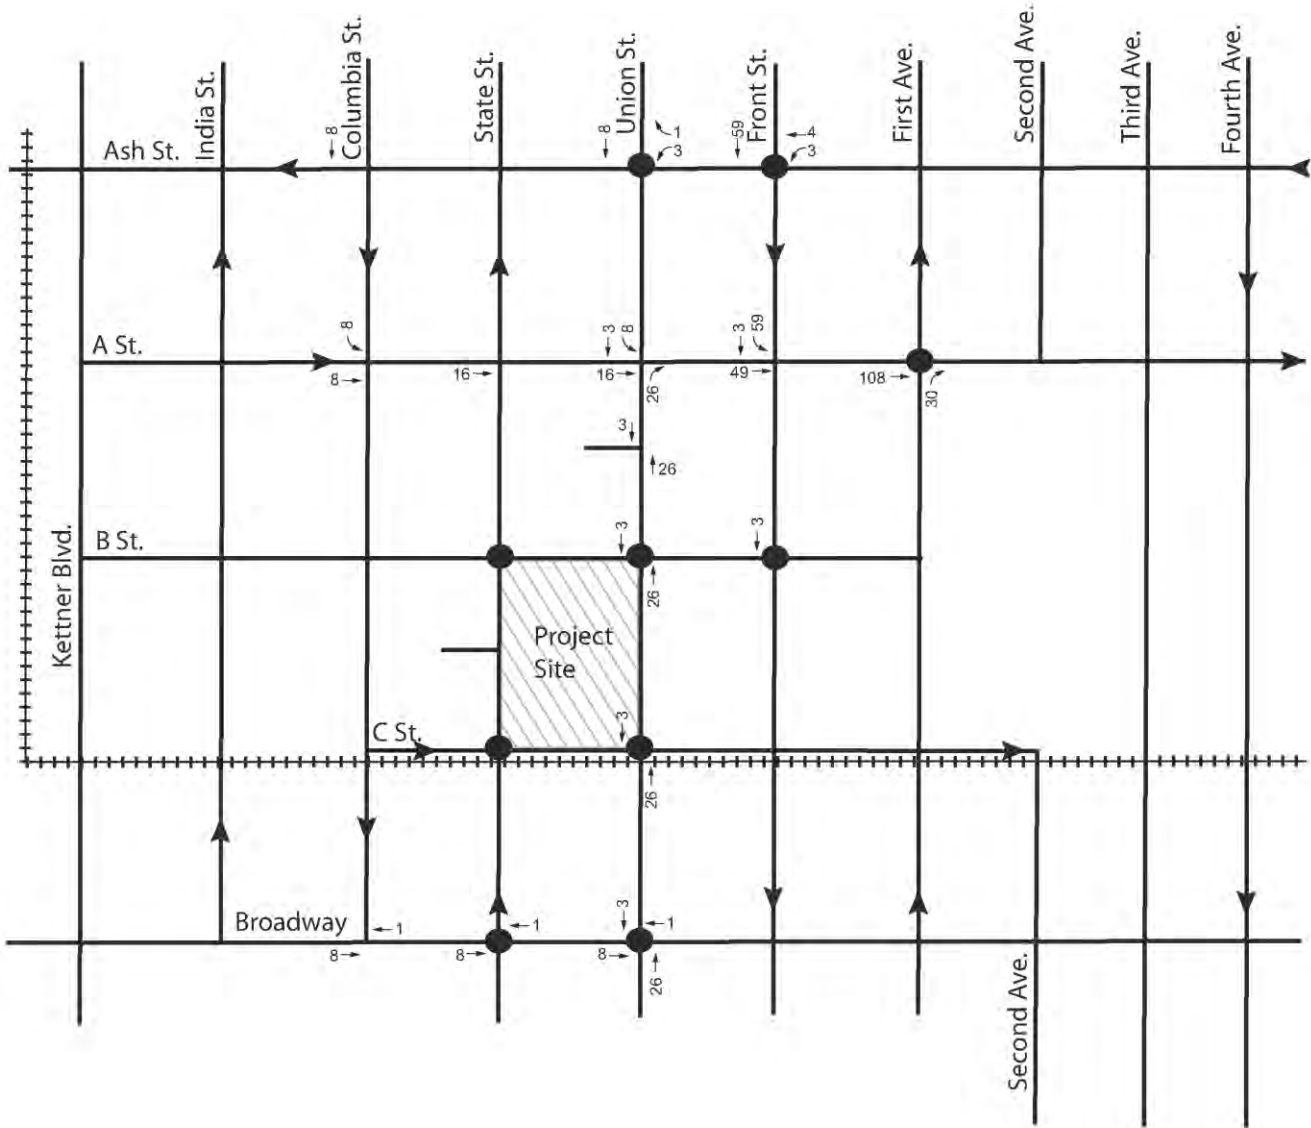 Columbia St.
Second Ave.
State St.
Union St.
Front St.
First Ave.
Third Ave.
Fourth Ave.
India St.
8
8
1
59
4
Ash St.
3
3
8
3
8
3
59
A St.
8
16
16
26
49
108
30
3
26
Kettner Blvd.
B St.
3
3
26
Project
Site
C St.
3
26
Broadway
1
1
3
1
8
8
8
26
Second Ave.